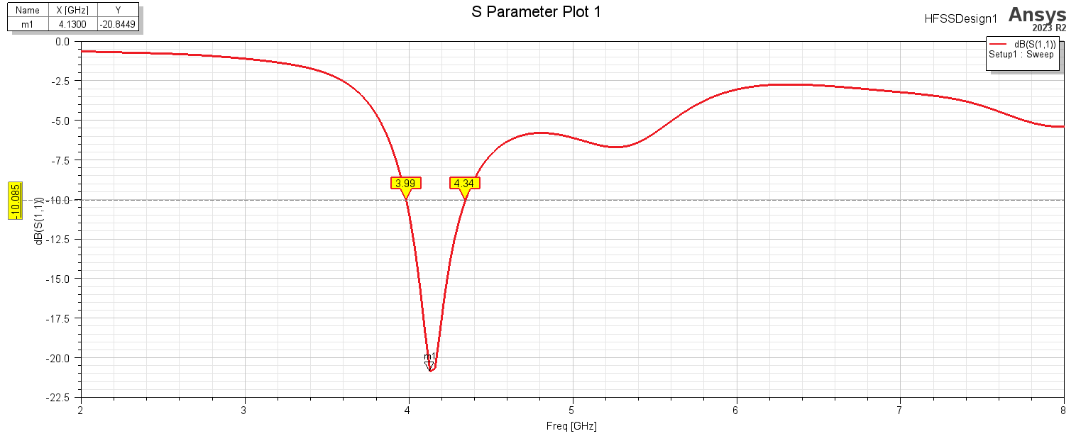 S Parameter Plot 1
HFSSDesign1
Ansys
2023 R2
Name X [GHz] Y
m1 4.1300 -20.8449
dB(S(1,1))
Setup1 : Sweep
0.0
-2.5
-5.0
-7.5
-10.0
-12.5
-15.0
-17.5
-20.0
-22.5
-10.085
dB(S(1,1))
3.99
4.34
m1
2 3 4 5 6 7 8
Freq [GHz]